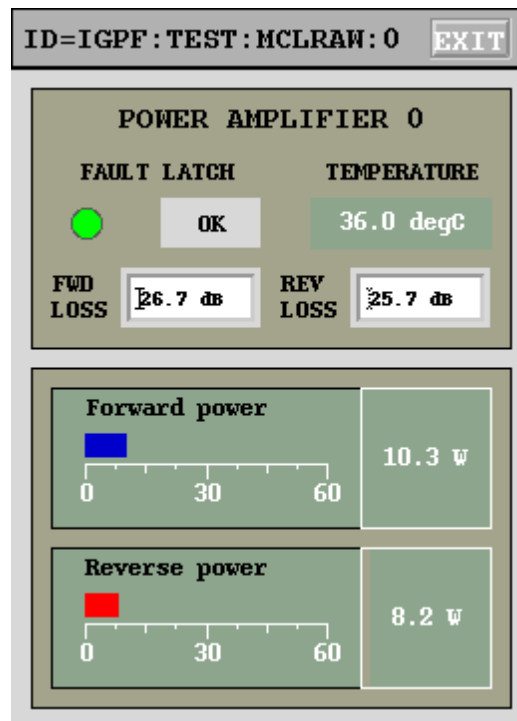 ID=IGPF:TEST:MCLRAW:0 EXIT
POWER AMPLIFIER 0
FAULT LATCH TEMPERATURE
OK 36.0 degC
FWD LOSS 26.7 dB REV LOSS 25.7 dB
Forward power
10.3 W
0 30 60
Reverse power
8.2 W
0 30 60